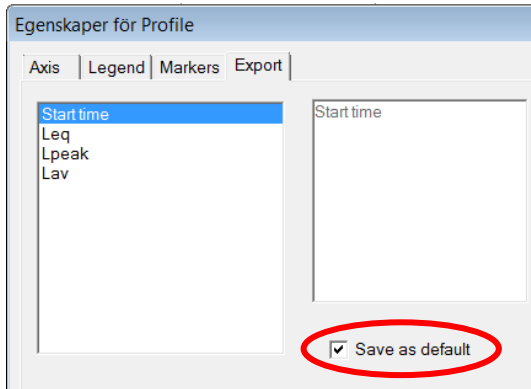 Egenskaper för Profile
Axis Legend Markers Export
Start time
Leq
Lpeak
Lav
Start time
Save as default